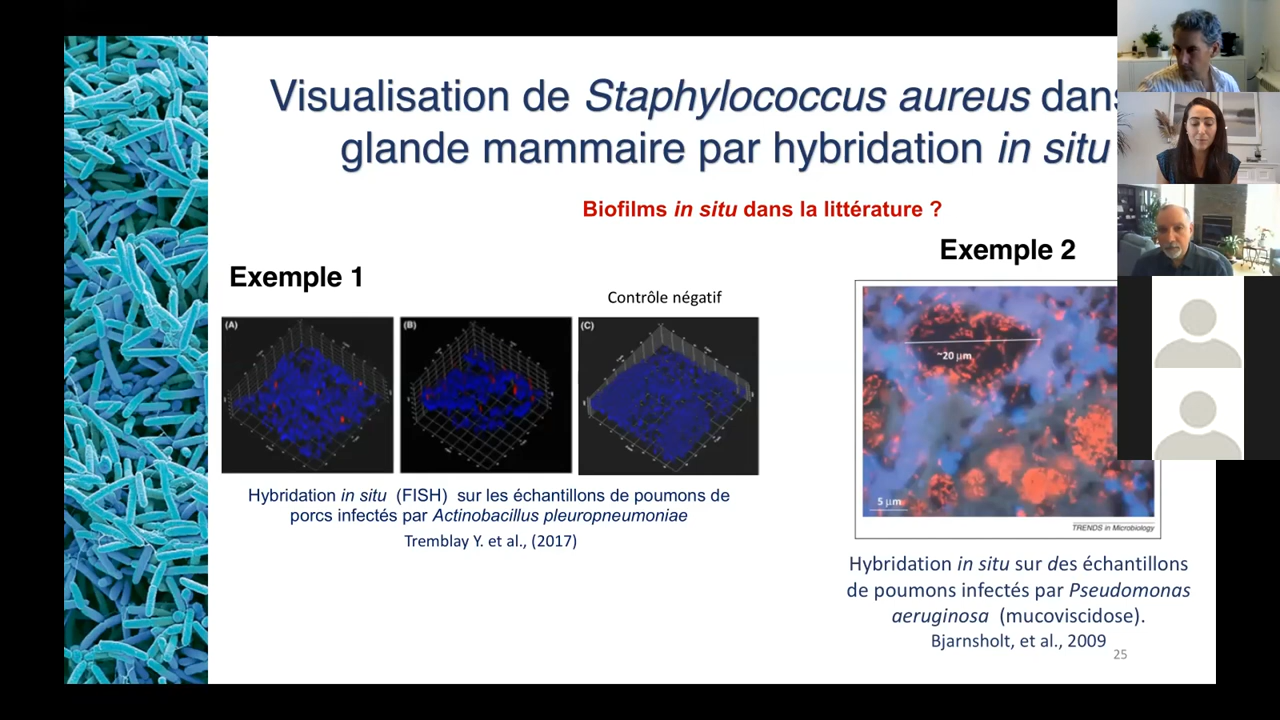 Visualisation de Staphylococcus aureus dans
glande mammaire par hybridation in situ
Biofilms in situ dans la littérature ?
Exemple 1
Exemple 2
Contrôle négatif
(A)
(B)
(C)
~20 µm
5 µm
TRENDS in Microbiology
Hybridation in situ (FISH) sur les échantillons de poumons de
porcs infectés par Actinobacillus pleuropneumoniae
Tremblay Y. et al., (2017)
Hybridation in situ sur des échantillons
de poumons infectés par Pseudomonas
aeruginosa (mucoviscidose).
Bjarnsholt, et al., 2009
25